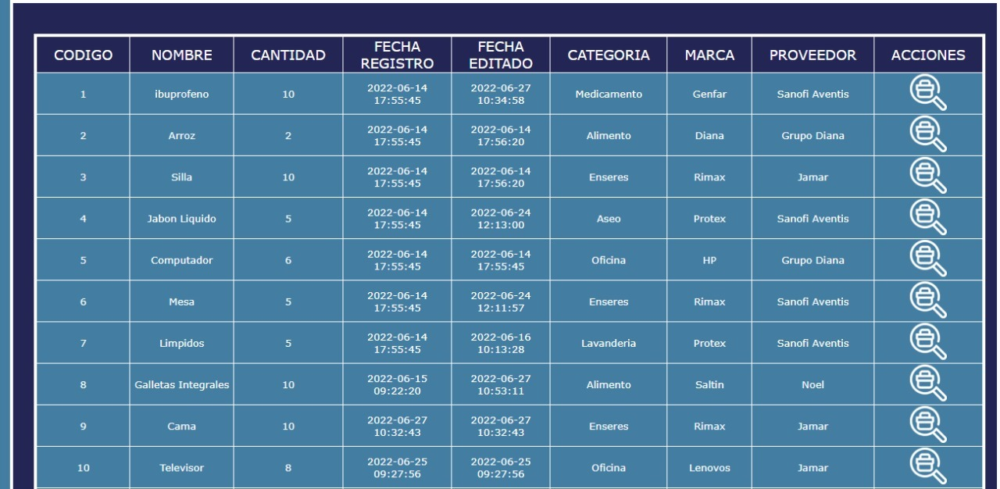 CODIGO NOMBRE CANTIDAD FECHA REGISTRO FECHA EDITADO CATEGORIA MARCA PROVEEDOR ACCIONES
1 ibuprofeno 10 2022-06-14 17:55:45 2022-06-27 10:34:58 Medicamento Genfar Sanofi Aventis
2 Arroz 2 2022-06-14 17:55:45 2022-06-14 17:56:20 Alimento Diana Grupo Diana
3 Silla 10 2022-06-14 17:55:45 2022-06-14 17:56:20 Enseres Rimax Jamar
4 Jabon Liquido 5 2022-06-14 17:55:45 2022-06-24 12:13:00 Aseo Protex Sanofi Aventis
5 Computador 6 2022-06-14 17:55:45 2022-06-14 17:55:45 Oficina HP Grupo Diana
6 Mesa 5 2022-06-14 17:55:45 2022-06-24 12:11:57 Enseres Rimax Sanofi Aventis
7 Limpidos 5 2022-06-14 17:55:45 2022-06-16 10:13:28 Lavanderia Protex Sanofi Aventis
8 Galletas Integrales 10 2022-06-15 09:22:20 2022-06-27 10:53:11 Alimento Saltin Noel
9 Cama 10 2022-06-27 10:32:43 2022-06-27 10:32:43 Enseres Rimax Jamar
10 Televisor 8 2022-06-25 09:27:56 2022-06-25 09:27:56 Oficina Lenovos Jamar